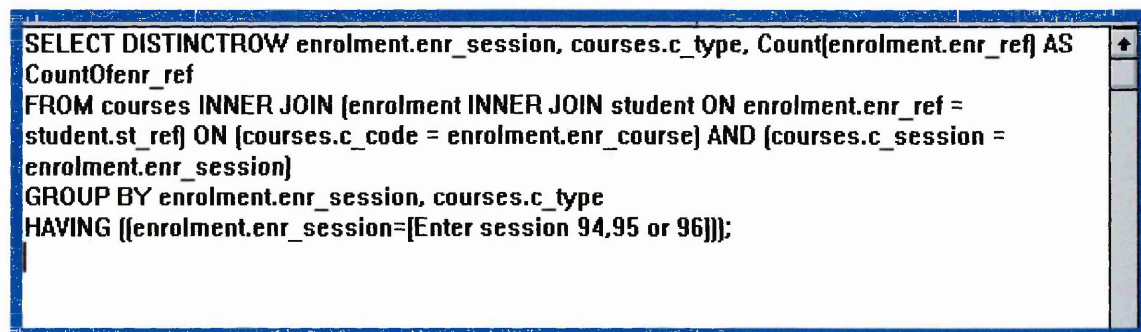 SELECT DISTINCTROW enrolment.enr_session, courses.c_type, Count(enrolment.enr_ref) AS
CountOfenr_ref
FROM courses INNER JOIN (enrolment INNER JOIN student ON enrolment.enr_ref =
student.st_ref) ON (courses.c_code = enrolment.enr_course) AND (courses.c_session =
enrolment.enr_session)
GROUP BY enrolment.enr_session, courses.c_type
HAVING ((enrolment.enr_session=[Enter session 94,95 or 96]));